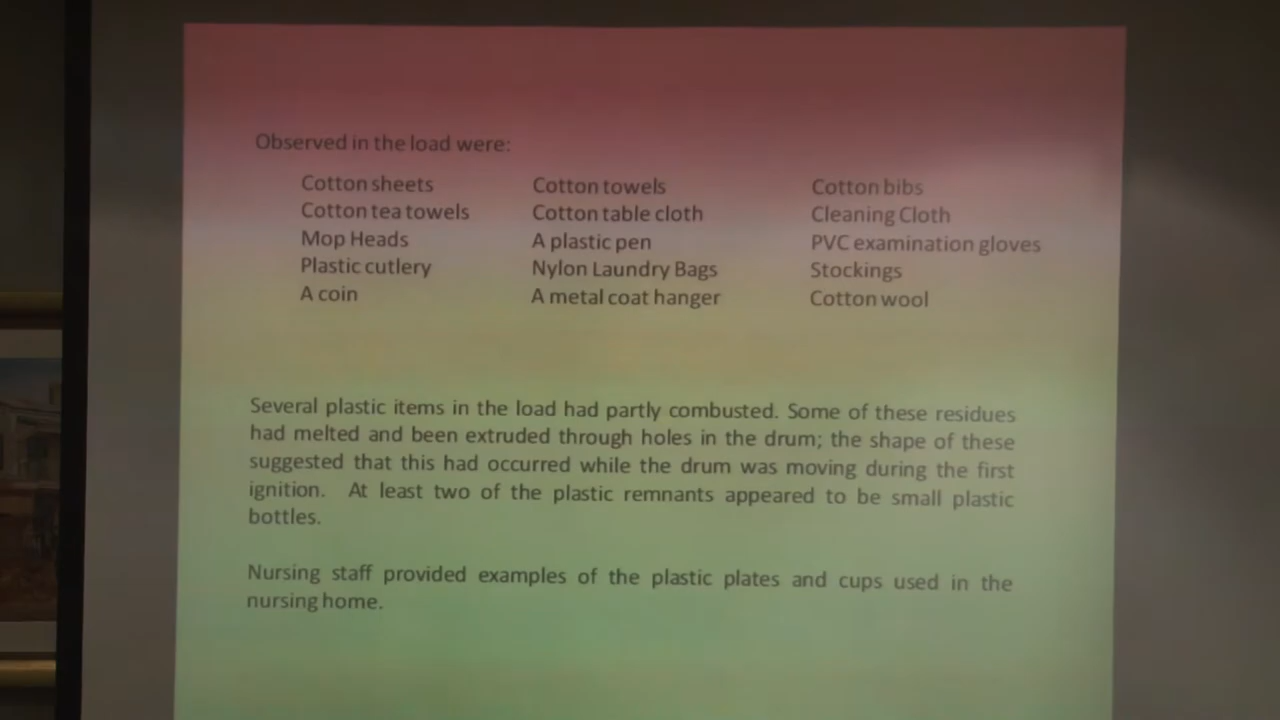 Observed in the load were:
Cotton sheets Cotton towels Cotton bibs
Cotton tea towels Cotton table cloth Cleaning Cloth
Mop Heads A plastic pen PVC examination gloves
Plastic cutlery Nylon Laundry Bags Stockings
A coin A metal coat hanger Cotton wool
Several plastic items in the load had partly combusted. Some of these residues
had melted and been extruded through holes in the drum; the shape of these
suggested that this had occurred while the drum was moving during the first
ignition. At least two of the plastic remnants appeared to be small plastic
bottles.
Nursing staff provided examples of the plastic plates and cups used in the
nursing home.